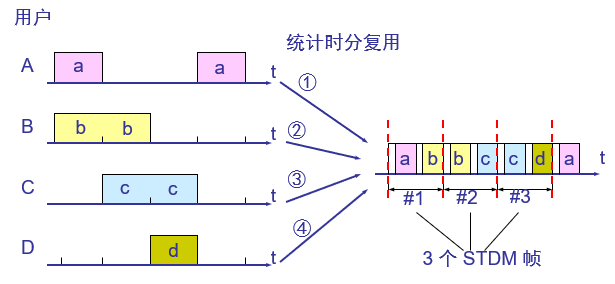 用户
统计时分复用
A a a t
①
B b b t
②
C c c t
③
D d t
④
a b b c c d a t
#1 #2 #3
3 个 STDM 帧